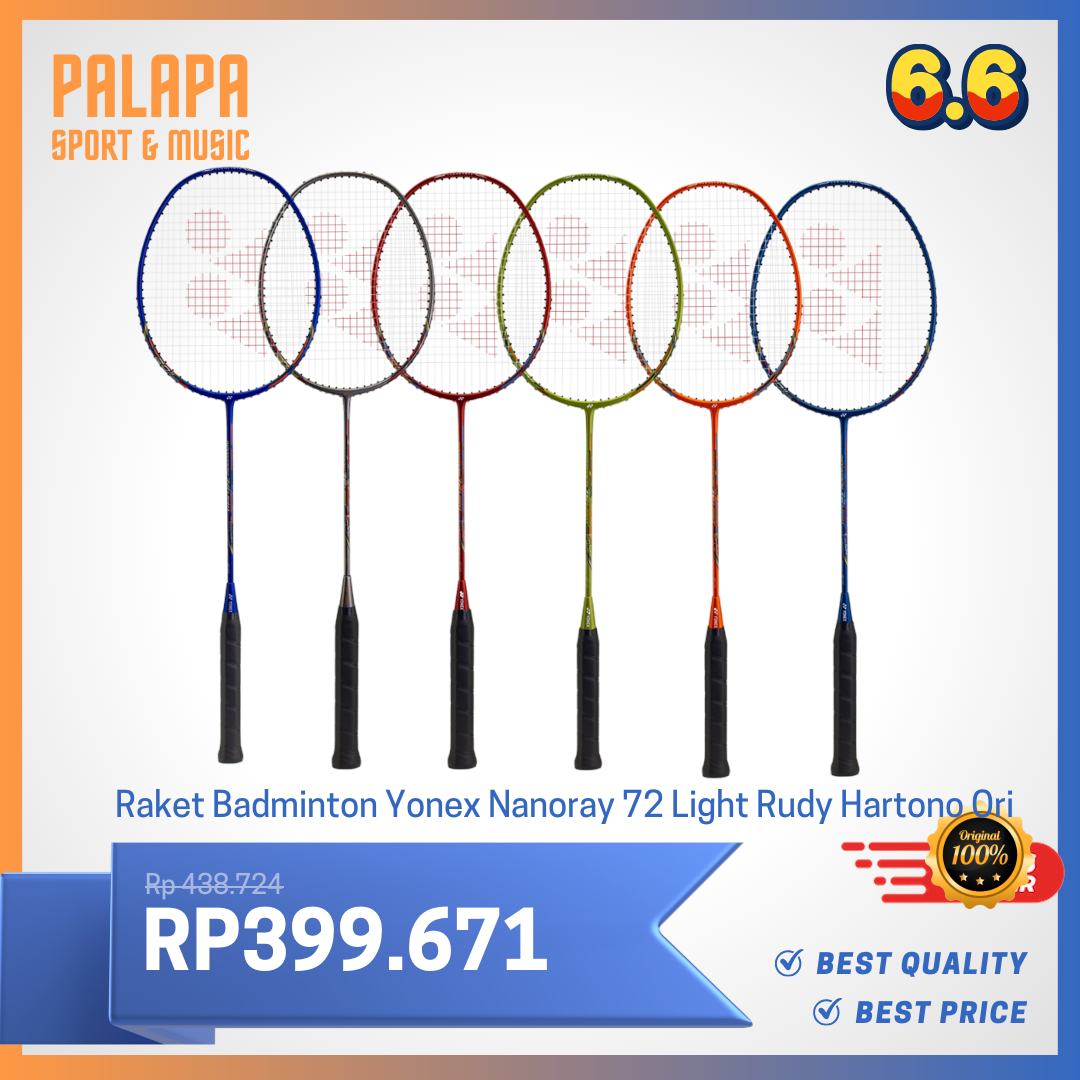 PALAPA
SPORT & MUSIC
6.6
Raket Badminton Yonex Nanoray 72 Light Rudy Hartono Ori
Original
100%
Rp 438.724
RP399.671
BEST QUALITY
BEST PRICE